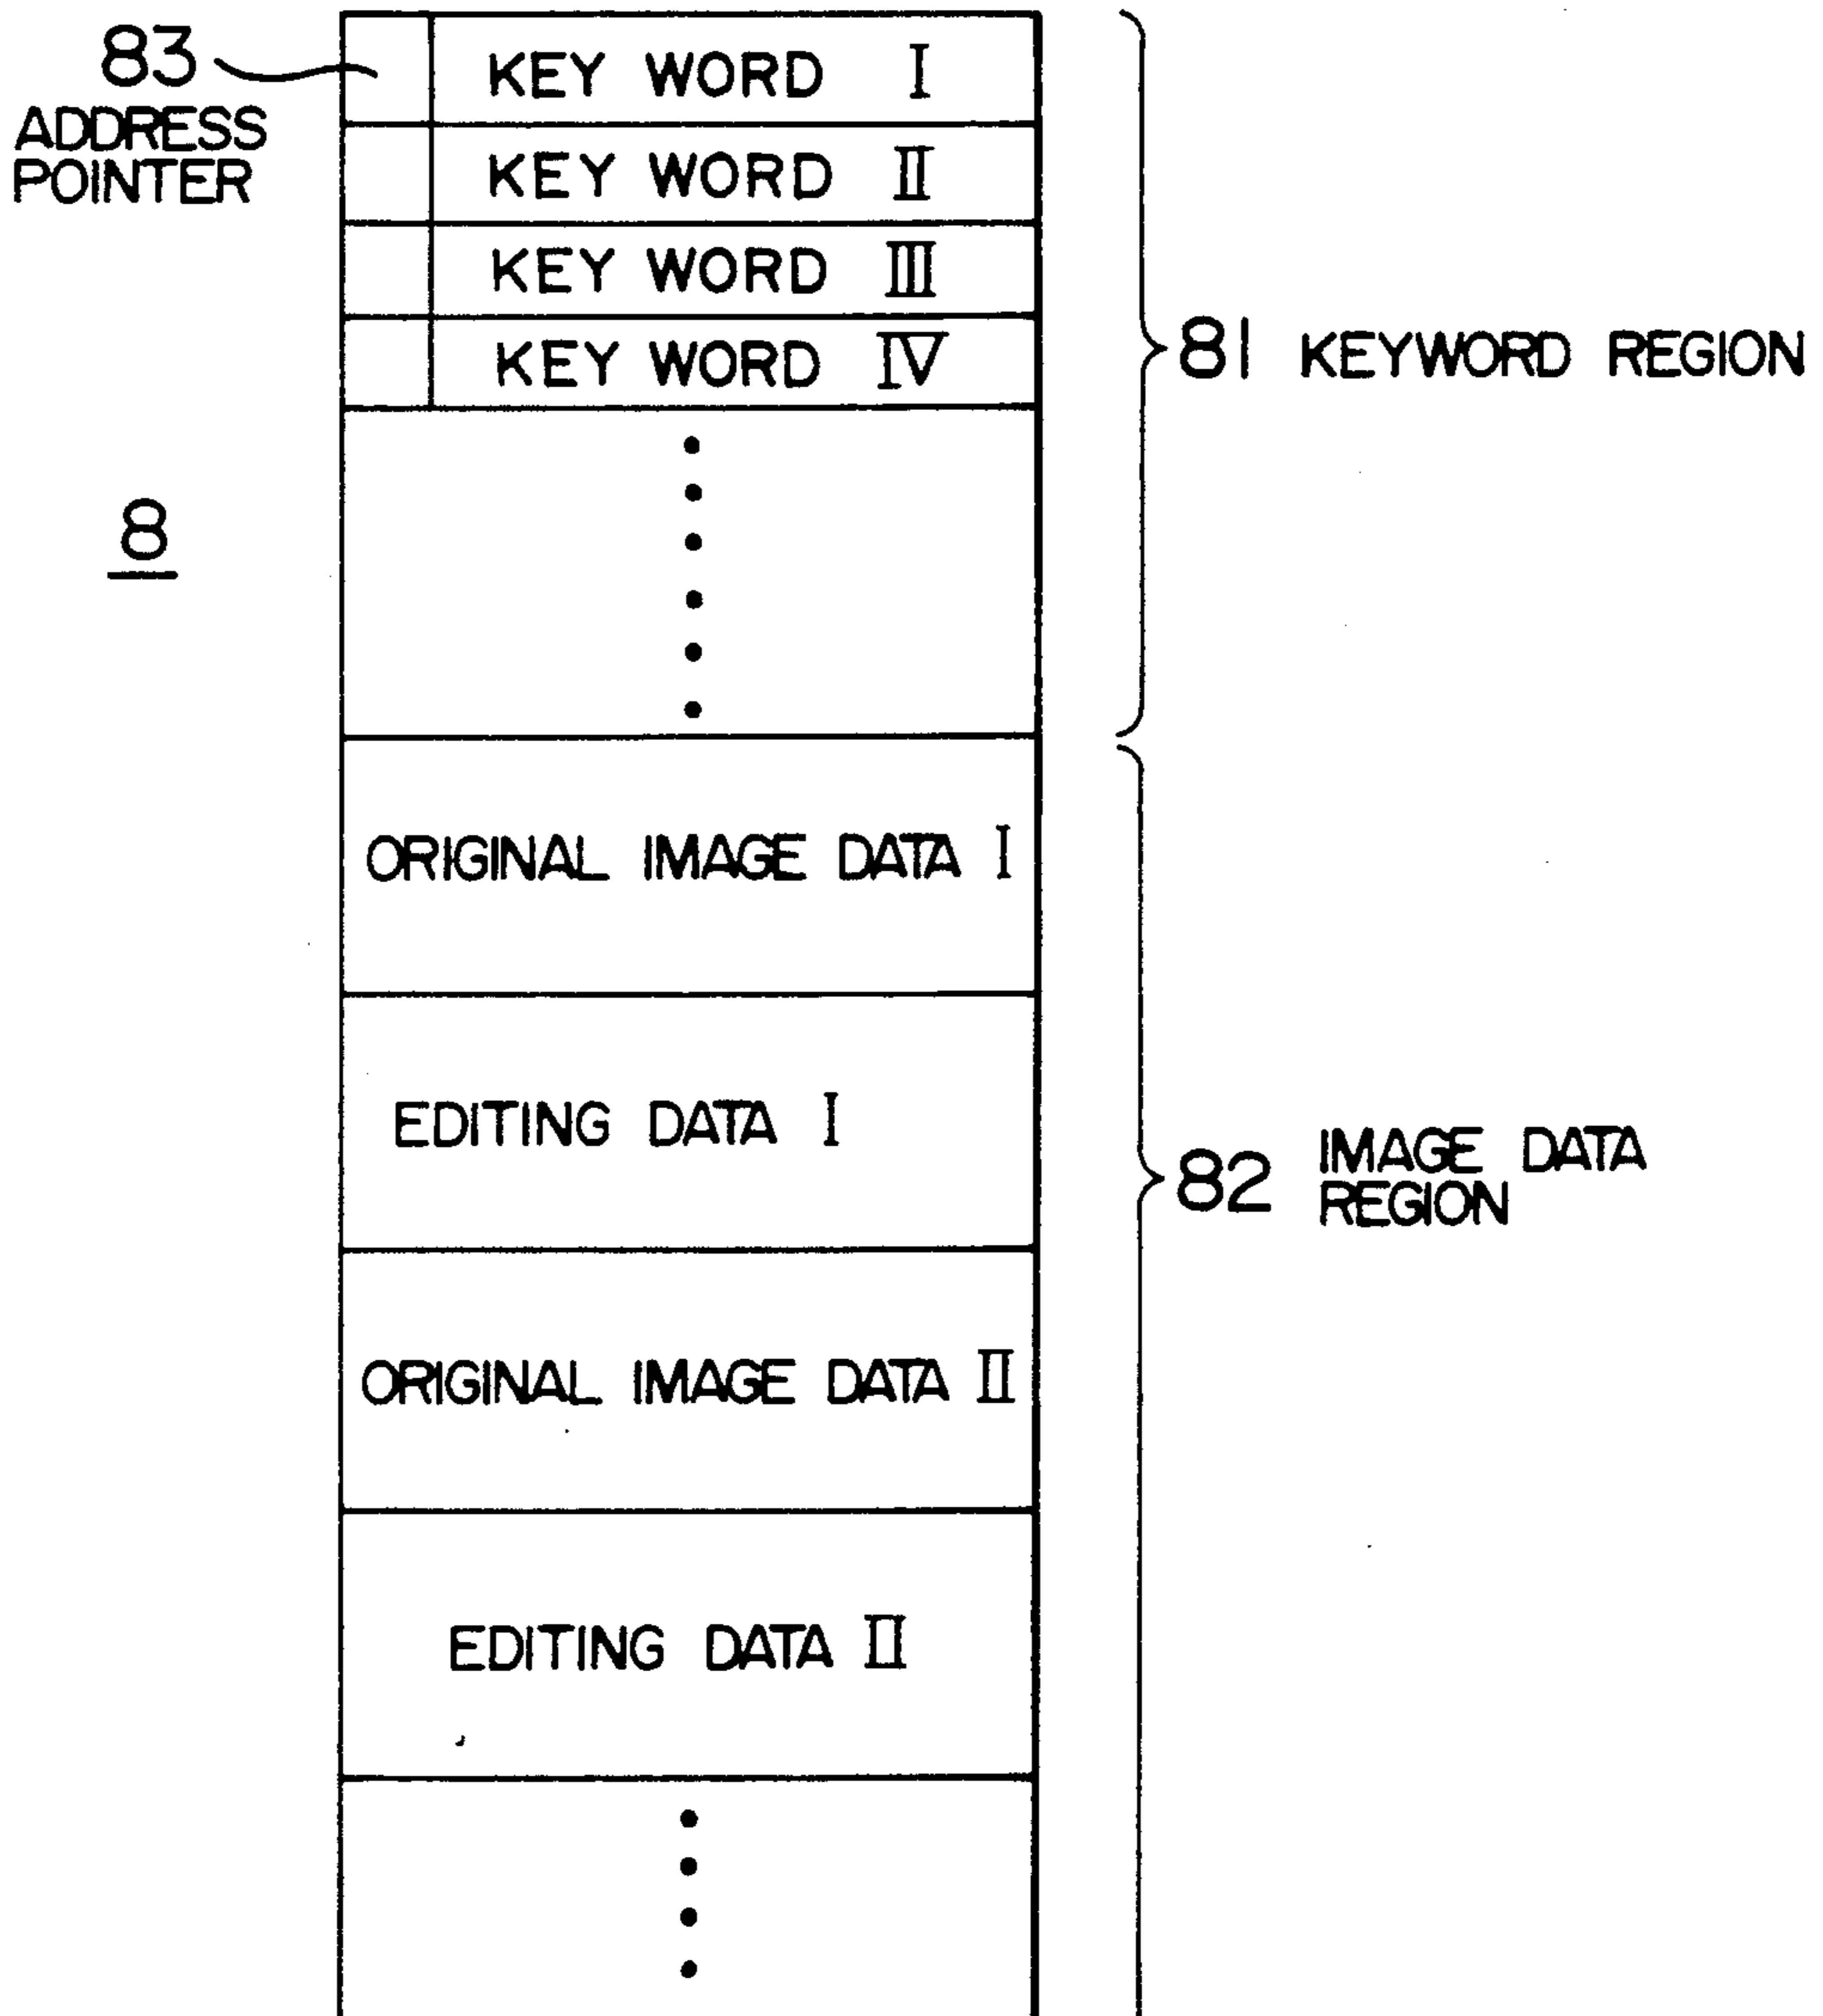 83
ADDRESS
POINTER
KEY WORD I
KEY WORD II
KEY WORD III
KEY WORD IV
81 KEYWORD REGION
8
ORIGINAL IMAGE DATA I
EDITING DATA I
82 IMAGE DATA
REGION
ORIGINAL IMAGE DATA II
EDITING DATA II